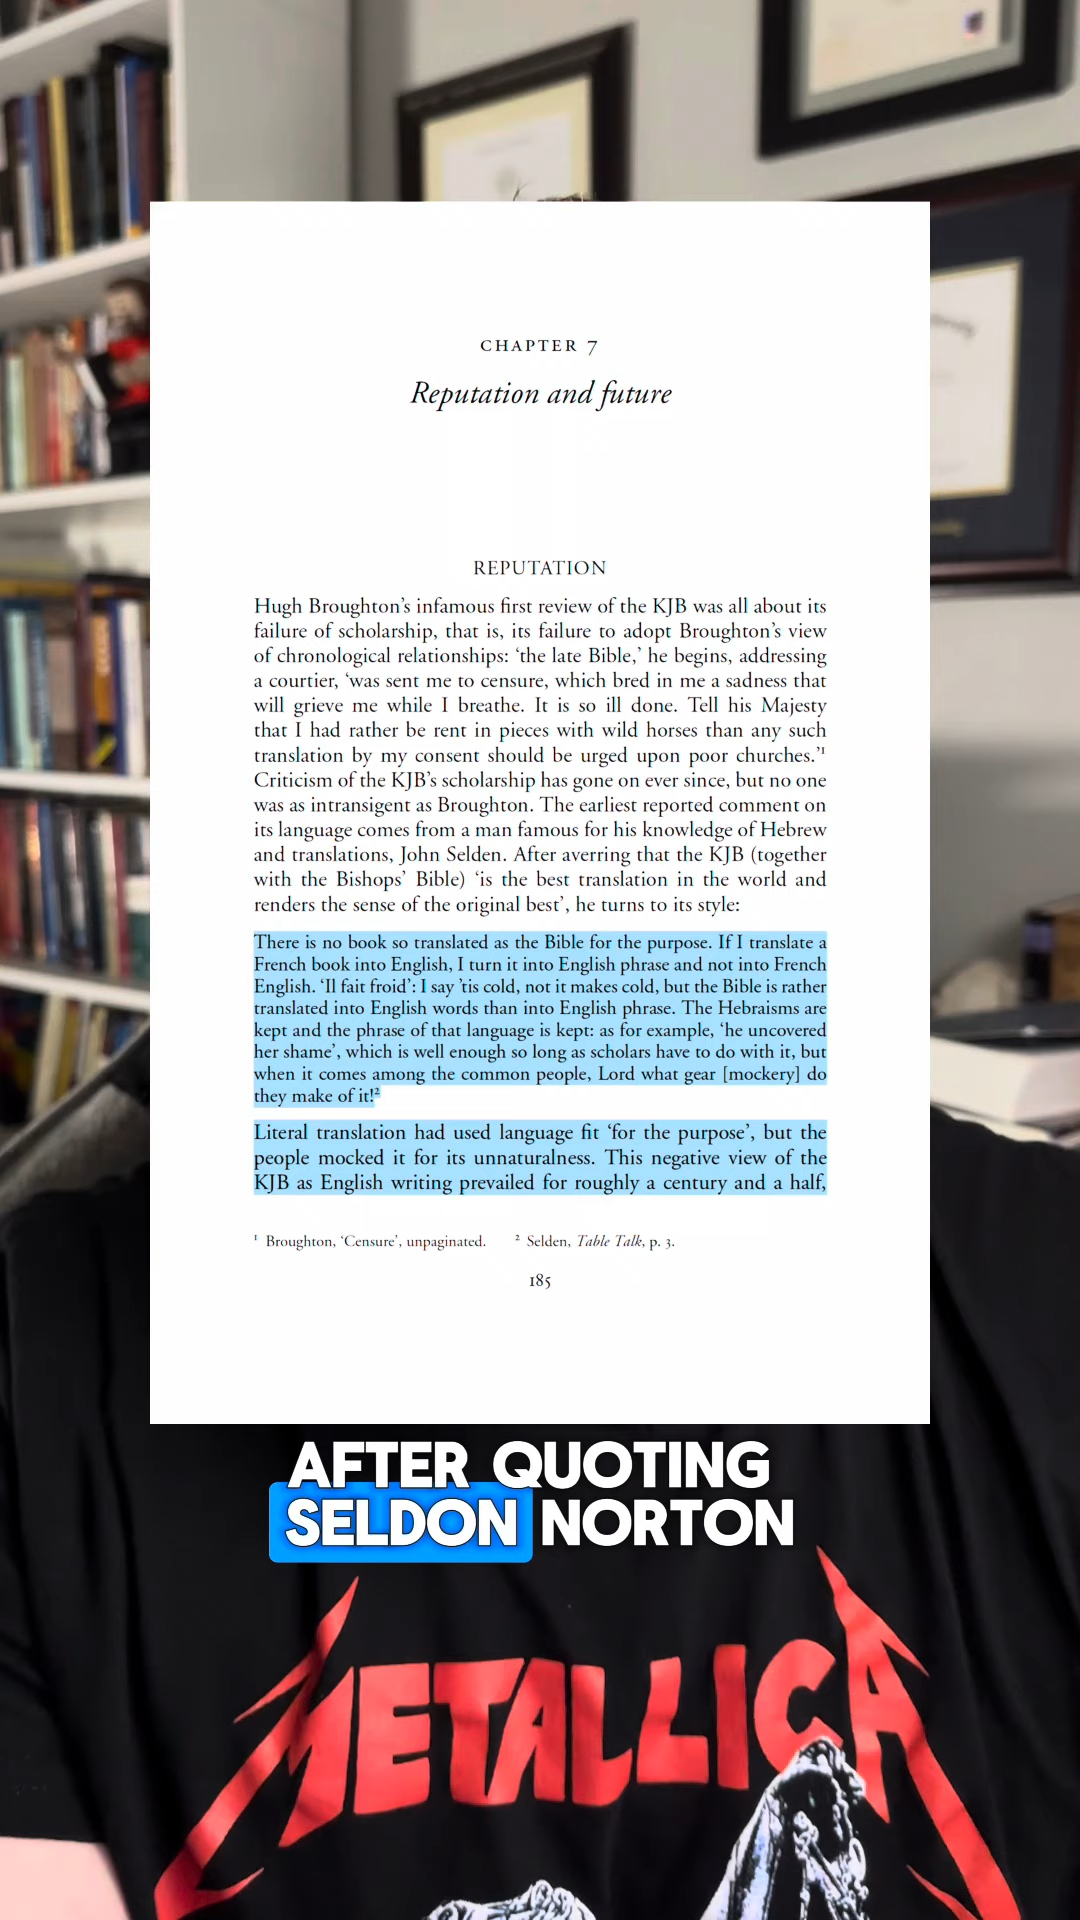 CHAPTER 7
Reputation and future
REPUTATION
Hugh Broughton's infamous first review of the KJB was all about its
failure of scholarship, that is, its failure to adopt Broughton's view
of chronological relationships: 'the late Bible,' he begins, addressing
a courtier, 'was sent me to censure, which bred in me a sadness that
will grieve me while I breathe. It is so ill done. Tell his Majesty
that I had rather be rent in pieces with wild horses than any such
translation by my consent should be urged upon poor churches.'¹
Criticism of the KJB's scholarship has gone on ever since, but no one
was as intransigent as Broughton. The earliest reported comment on
its language comes from a man famous for his knowledge of Hebrew
and translations, John Selden. After averring that the KJB (together
with the Bishops' Bible) 'is the best translation in the world and
renders the sense of the original best', he turns to its style:
There is no book so translated as the Bible for the purpose. If I translate a
French book into English, I turn it into English phrase and not into French
English. 'Il fait froid': I say 'tis cold, not it makes cold, but the Bible is rather
translated into English words than into English phrase. The Hebraisms are
kept and the phrase of that language is kept: as for example, 'he uncovered
her shame', which is well enough so long as scholars have to do with it, but
when it comes among the common people, Lord what gear [mockery] do
they make of it!²
Literal translation had used language fit 'for the purpose', but the
people mocked it for its unnaturalness. This negative view of the
KJB as English writing prevailed for roughly a century and a half,
¹ Broughton, 'Censure', unpaginated. ² Selden, Table Talk, p. 3.
185
AFTER QUOTING
SELDON NORTON
METALLICA